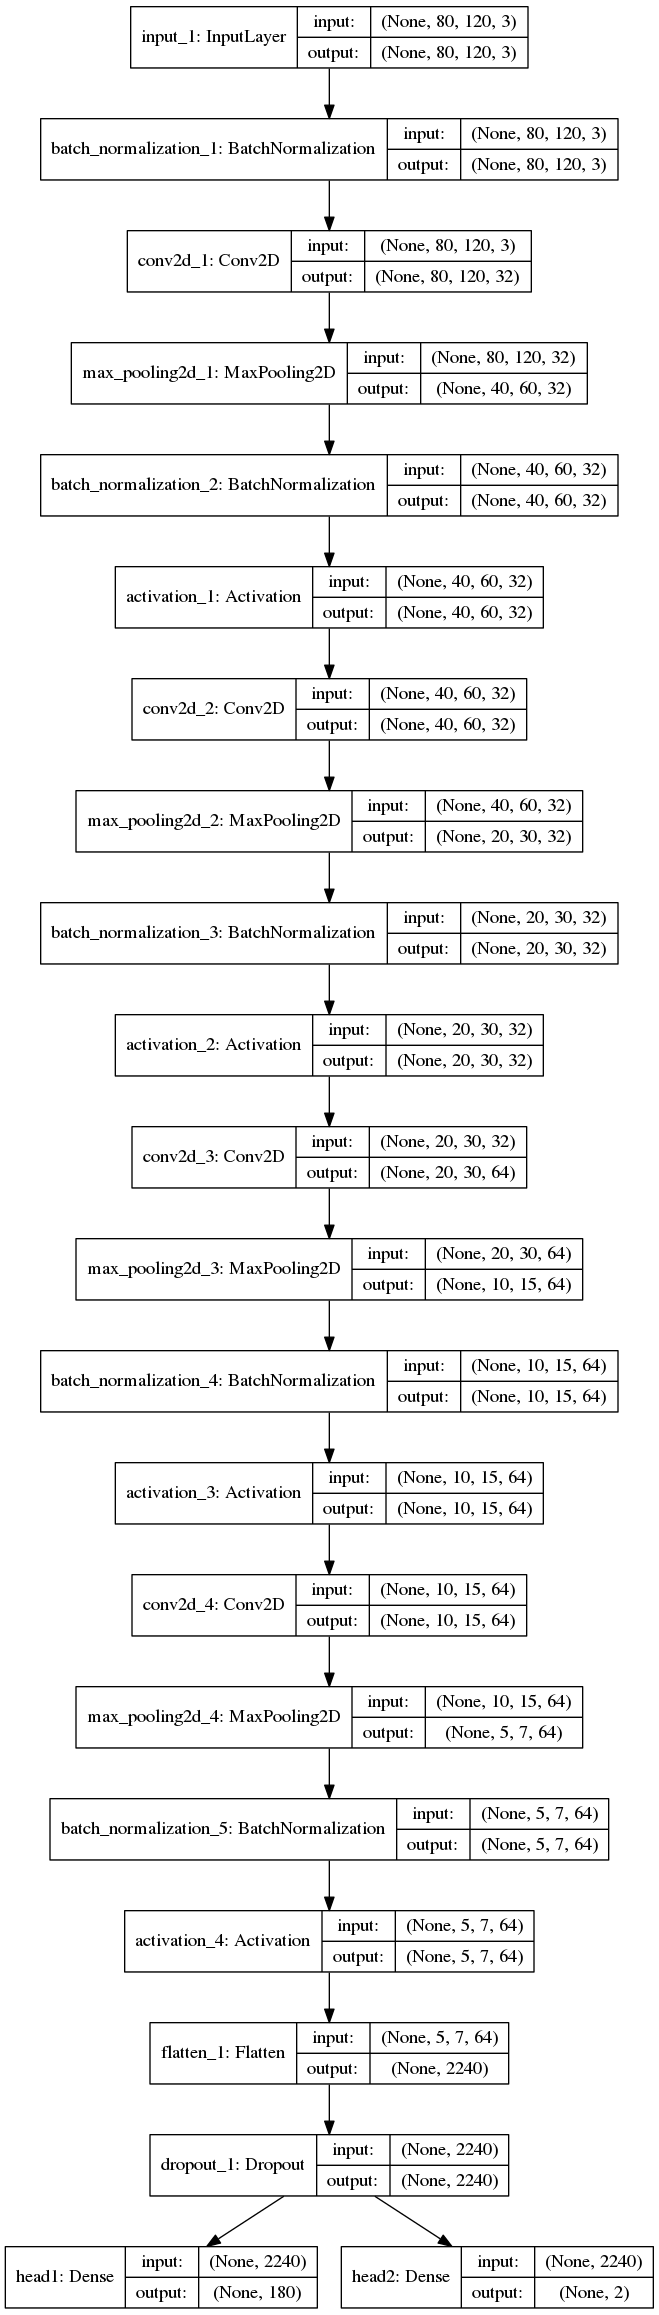 input_1: InputLayer
input: (None, 80, 120, 3)
output: (None, 80, 120, 3)
batch_normalization_1: BatchNormalization
input: (None, 80, 120, 3)
output: (None, 80, 120, 3)
conv2d_1: Conv2D
input: (None, 80, 120, 3)
output: (None, 80, 120, 32)
max_pooling2d_1: MaxPooling2D
input: (None, 80, 120, 32)
output: (None, 40, 60, 32)
batch_normalization_2: BatchNormalization
input: (None, 40, 60, 32)
output: (None, 40, 60, 32)
activation_1: Activation
input: (None, 40, 60, 32)
output: (None, 40, 60, 32)
conv2d_2: Conv2D
input: (None, 40, 60, 32)
output: (None, 40, 60, 32)
max_pooling2d_2: MaxPooling2D
input: (None, 40, 60, 32)
output: (None, 20, 30, 32)
batch_normalization_3: BatchNormalization
input: (None, 20, 30, 32)
output: (None, 20, 30, 32)
activation_2: Activation
input: (None, 20, 30, 32)
output: (None, 20, 30, 32)
conv2d_3: Conv2D
input: (None, 20, 30, 32)
output: (None, 20, 30, 64)
max_pooling2d_3: MaxPooling2D
input: (None, 20, 30, 64)
output: (None, 10, 15, 64)
batch_normalization_4: BatchNormalization
input: (None, 10, 15, 64)
output: (None, 10, 15, 64)
activation_3: Activation
input: (None, 10, 15, 64)
output: (None, 10, 15, 64)
conv2d_4: Conv2D
input: (None, 10, 15, 64)
output: (None, 10, 15, 64)
max_pooling2d_4: MaxPooling2D
input: (None, 10, 15, 64)
output: (None, 5, 7, 64)
batch_normalization_5: BatchNormalization
input: (None, 5, 7, 64)
output: (None, 5, 7, 64)
activation_4: Activation
input: (None, 5, 7, 64)
output: (None, 5, 7, 64)
flatten_1: Flatten
input: (None, 5, 7, 64)
output: (None, 2240)
dropout_1: Dropout
input: (None, 2240)
output: (None, 2240)
head1: Dense
input: (None, 2240)
output: (None, 180)
head2: Dense
input: (None, 2240)
output: (None, 2)